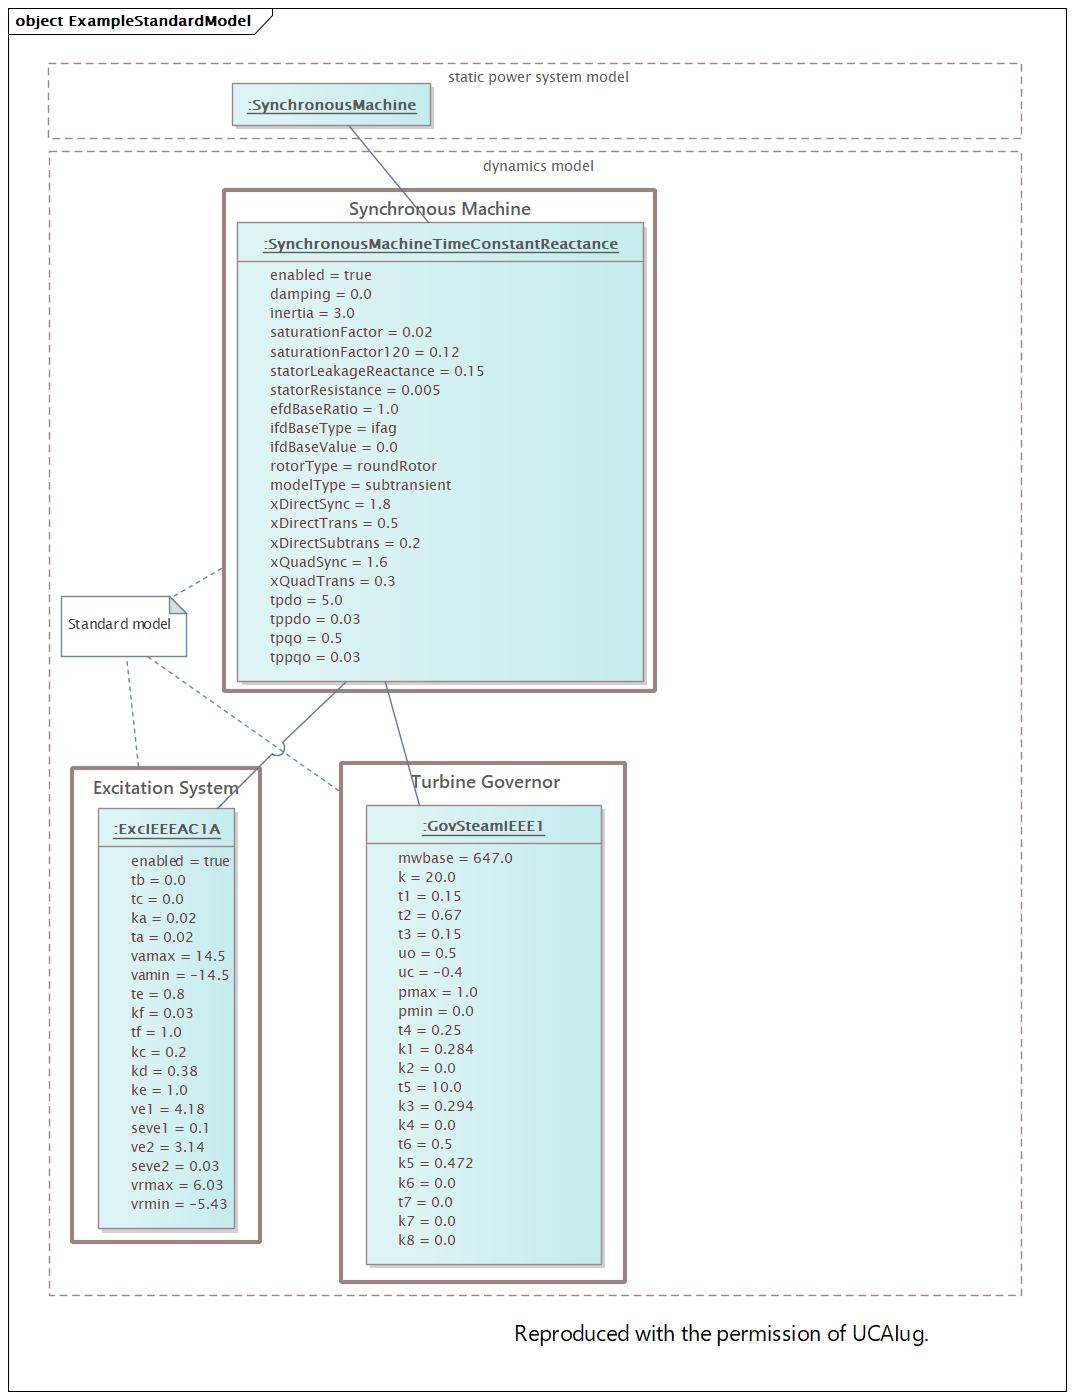 object ExampleStandardModel
static power system model
:SynchronousMachine
dynamics model
Synchronous Machine
:SynchronousMachineTimeConstantReactance
enabled = true
damping = 0.0
inertia = 3.0
saturationFactor = 0.02
saturationFactor120 = 0.12
statorLeakageReactance = 0.15
statorResistance = 0.005
efdBaseRatio = 1.0
ifdBaseType = ifag
ifdBaseValue = 0.0
rotorType = roundRotor
modelType = subtransient
xDirectSync = 1.8
xDirectTrans = 0.5
xDirectSubtrans = 0.2
xQuadSync = 1.6
xQuadTrans = 0.3
tpdo = 5.0
tppdo = 0.03
tpqo = 0.5
tppqo = 0.03
Standard model
Excitation System
:ExcIEEEAC1A
enabled = true
tb = 0.0
tc = 0.0
ka = 0.02
ta = 0.02
vamax = 14.5
vamin = -14.5
te = 0.8
kf = 0.03
tf = 1.0
kc = 0.2
kd = 0.38
ke = 1.0
ve1 = 4.18
seve1 = 0.1
ve2 = 3.14
seve2 = 0.03
vrmax = 6.03
vrmin = -5.43
Turbine Governor
:GovSteamIEEE1
mwbase = 647.0
k = 20.0
t1 = 0.15
t2 = 0.67
t3 = 0.15
uo = 0.5
uc = -0.4
pmax = 1.0
pmin = 0.0
t4 = 0.25
k1 = 0.284
k2 = 0.0
t5 = 10.0
k3 = 0.294
k4 = 0.0
t6 = 0.5
k5 = 0.472
k6 = 0.0
t7 = 0.0
k7 = 0.0
k8 = 0.0
Reproduced with the permission of UCAIug.